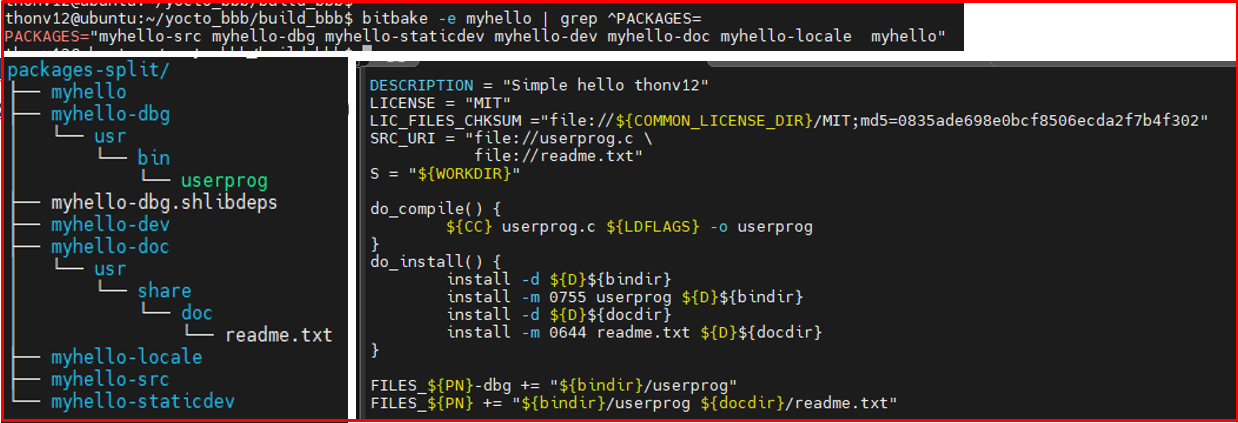 thonv12@ubuntu:~/yocto_bbb/build_bbb$
thonv12@ubuntu:~/yocto_bbb/build_bbb$ bitbake -e myhello | grep ^PACKAGES=
PACKAGES="myhello-src myhello-dbg myhello-staticdev myhello-dev myhello-doc myhello-locale  myhello"
packages-split/
├── myhello
├── myhello-dbg
│   └── usr
│       └── bin
│           └── userprog
├── myhello-dbg.shlibdeps
├── myhello-dev
├── myhello-doc
│   └── usr
│       └── share
│           └── doc
│               └── readme.txt
├── myhello-locale
├── myhello-src
└── myhello-staticdev
DESCRIPTION = "Simple hello thonv12"
LICENSE = "MIT"
LIC_FILES_CHKSUM ="file://${COMMON_LICENSE_DIR}/MIT;md5=0835ade698e0bcf8506ecda2f7b4f302"
SRC_URI = "file://userprog.c \
           file://readme.txt"
S = "${WORKDIR}"
do_compile() {
        ${CC} userprog.c ${LDFLAGS} -o userprog
}
do_install() {
        install -d ${D}${bindir}
        install -m 0755 userprog ${D}${bindir}
        install -d ${D}${docdir}
        install -m 0644 readme.txt ${D}${docdir}
}
FILES_${PN}-dbg += "${bindir}/userprog"
FILES_${PN} += "${bindir}/userprog ${docdir}/readme.txt"